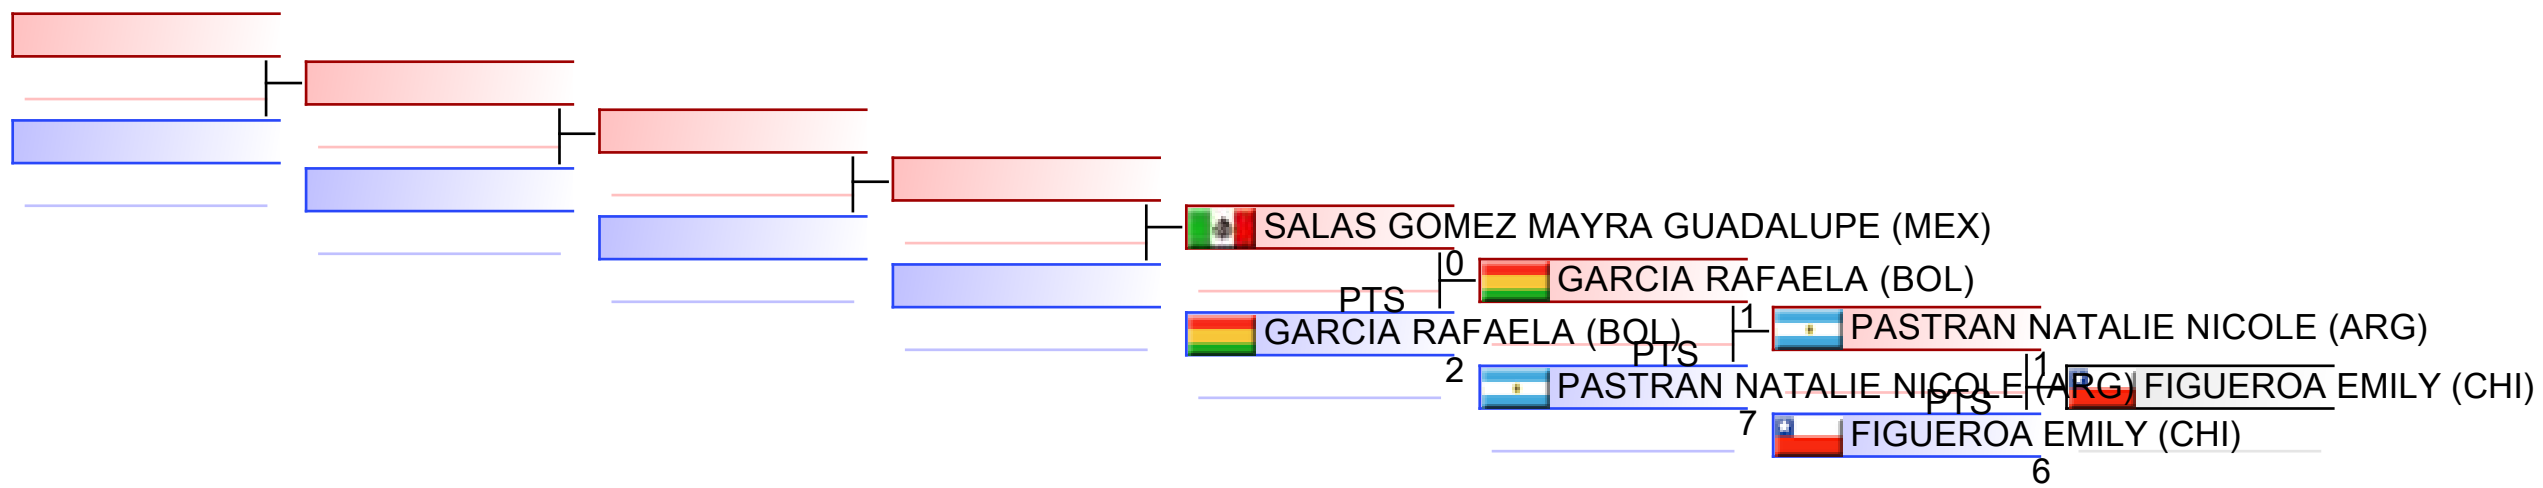 SALAS GOMEZ MAYRA GUADALUPE (MEX)
0
PTS
GARCIA RAFAELA (BOL)
2
GARCIA RAFAELA (BOL)
1
PTS
PASTRAN NATALIE NICOLE (ARG)
7
PASTRAN NATALIE NICOLE (ARG)
1
PTS
FIGUEROA EMILY (CHI)
6
FIGUEROA EMILY (CHI)